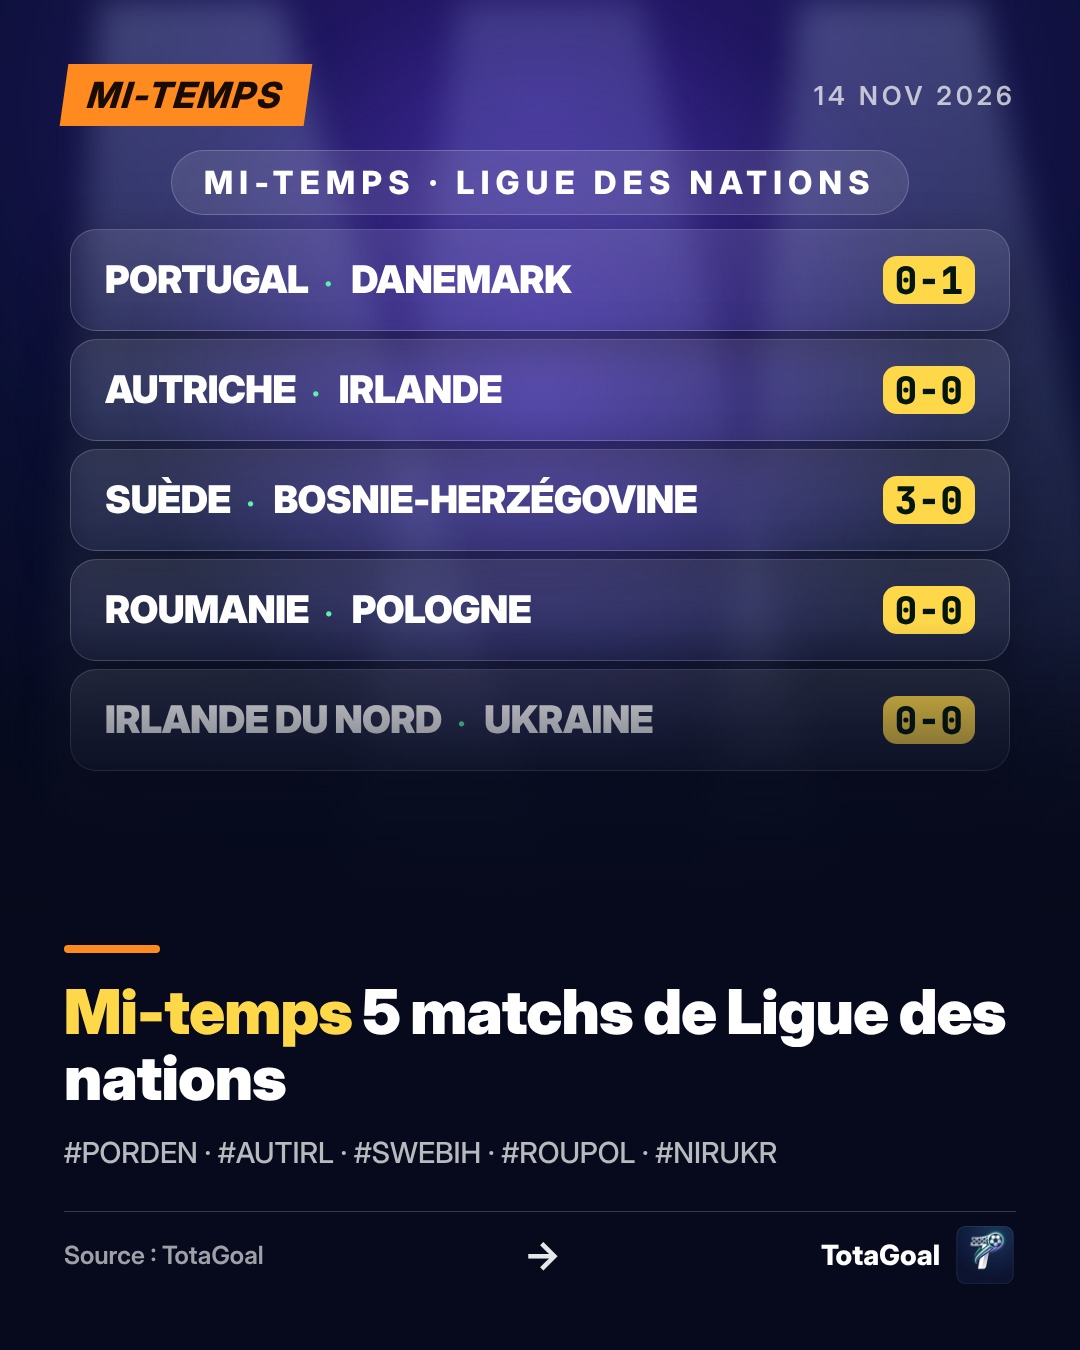 MI-TEMPS
14 NOV 2026
MI-TEMPS · LIGUE DES NATIONS
PORTUGAL · DANEMARK 0-1
AUTRICHE · IRLANDE 0-0
SUÈDE · BOSNIE-HERZÉGOVINE 3-0
ROUMANIE · POLOGNE 0-0
IRLANDE DU NORD · UKRAINE 0-0
Mi-temps 5 matchs de Ligue des
nations
#PORDEN · #AUTIRL · #SWEBIH · #ROUPOL · #NIRUKR
Source : TotaGoal
→
TotaGoal